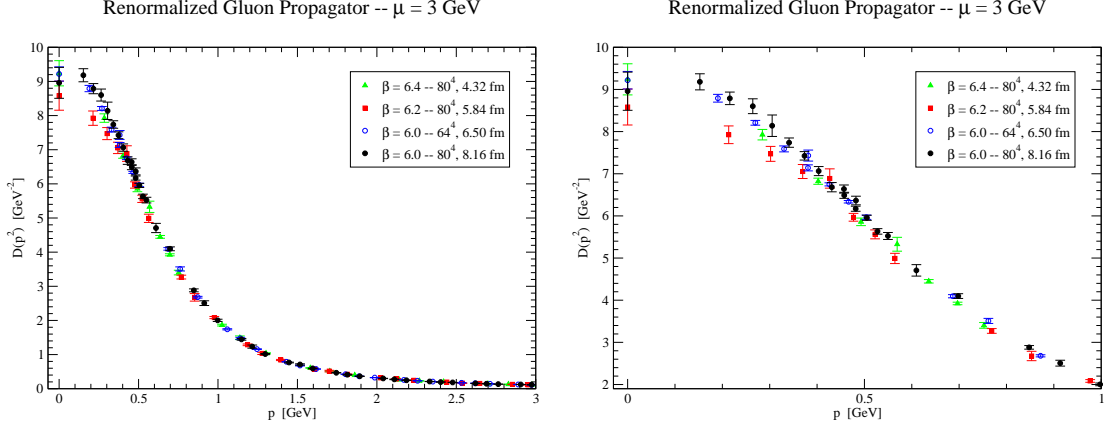 Renormalized Gluon Propagator -- μ = 3 GeV
10
9
8
7
6
5
4
3
2
1
0
D(p²) [GeV⁻²]
β = 6.4 -- 80⁴, 4.32 fm
β = 6.2 -- 80⁴, 5.84 fm
β = 6.0 -- 64⁴, 6.50 fm
β = 6.0 -- 80⁴, 8.16 fm
0 0.5 1 1.5 2 2.5 3
p [GeV]
Renormalized Gluon Propagator -- μ = 3 GeV
10
9
8
7
6
5
4
3
2
D(p²) [GeV⁻²]
β = 6.4 -- 80⁴, 4.32 fm
β = 6.2 -- 80⁴, 5.84 fm
β = 6.0 -- 64⁴, 6.50 fm
β = 6.0 -- 80⁴, 8.16 fm
0 0.5 1
p [GeV]